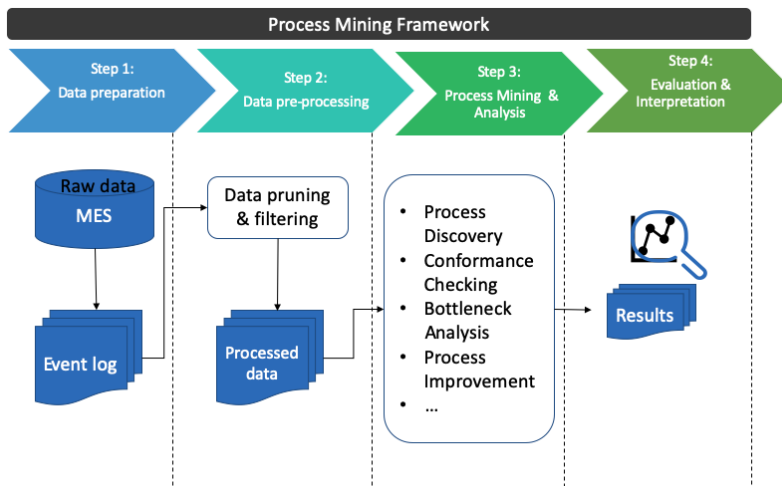 Process Mining Framework
Step 1:
Data preparation
Step 2:
Data pre-processing
Step 3:
Process Mining & 
Analysis
Step 4:
Evaluation &
Interpretation
Raw data
MES
Event log
Data pruning
& filtering
Processed
data
• Process
Discovery
• Conformance
Checking
• Bottleneck
Analysis
• Process
Improvement
• ...
Results